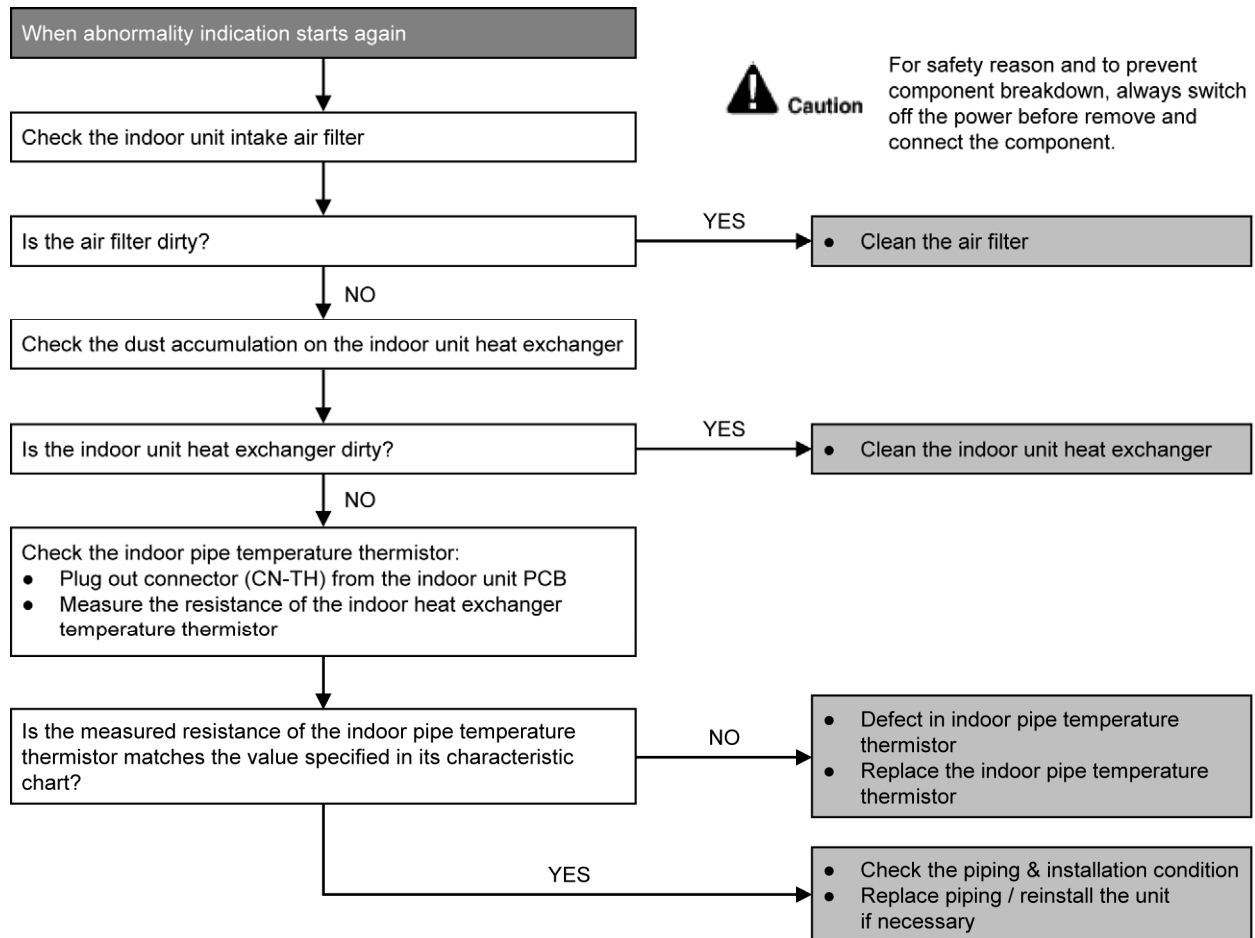 When abnormality indication starts again
Caution
For safety reason and to prevent
component breakdown, always switch
off the power before remove and
connect the component.
Check the indoor unit intake air filter
Is the air filter dirty?
YES
● Clean the air filter
NO
Check the dust accumulation on the indoor unit heat exchanger
Is the indoor unit heat exchanger dirty?
YES
● Clean the indoor unit heat exchanger
NO
Check the indoor pipe temperature thermistor:
● Plug out connector (CN-TH) from the indoor unit PCB
● Measure the resistance of the indoor heat exchanger
temperature thermistor
Is the measured resistance of the indoor pipe temperature
thermistor matches the value specified in its characteristic
chart?
NO
● Defect in indoor pipe temperature
thermistor
● Replace the indoor pipe temperature
thermistor
YES
● Check the piping & installation condition
● Replace piping / reinstall the unit
if necessary